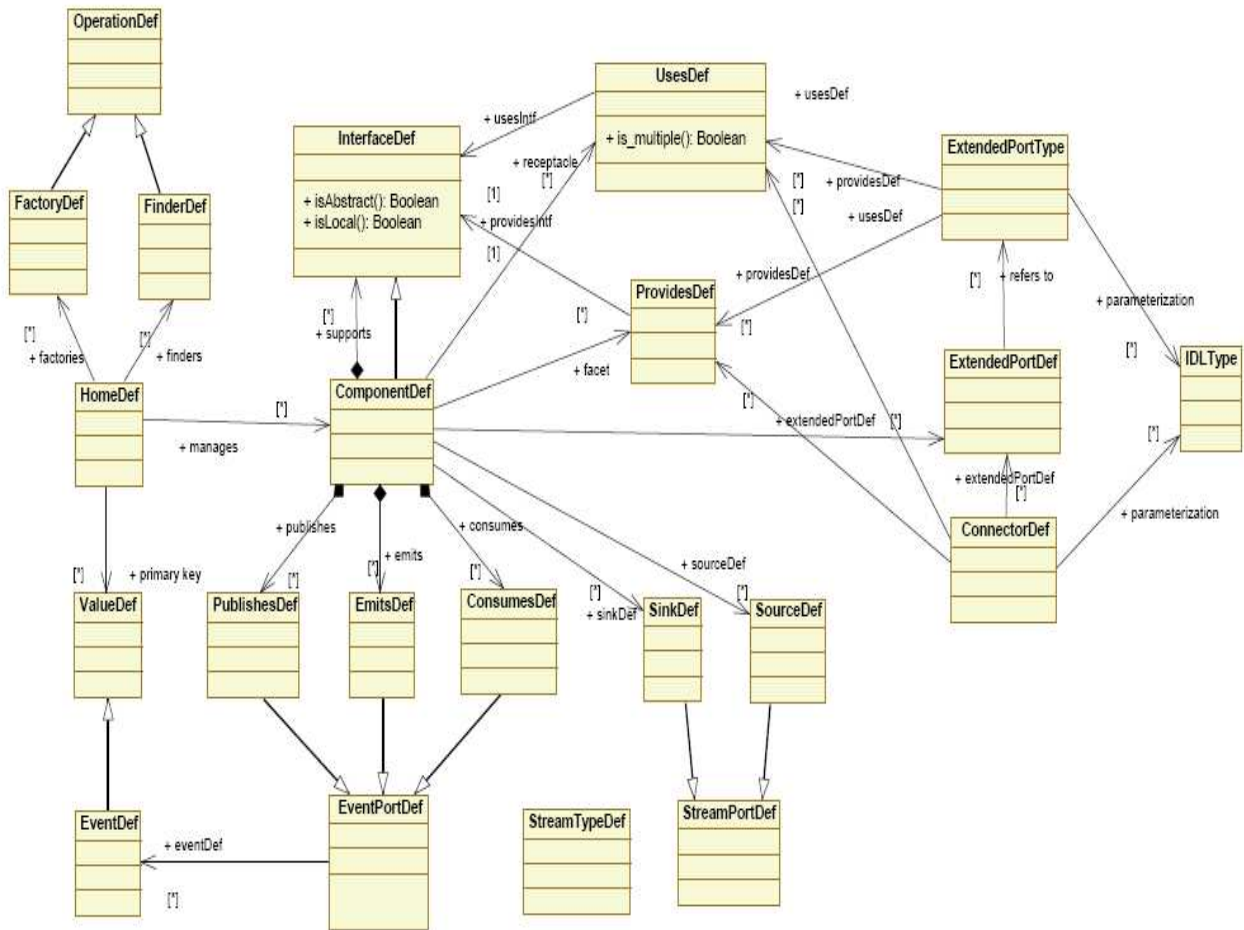 OperationDef
UsesDef
+ usesDef
+ usesIntf
InterfaceDef
+ is_multiple(): Boolean
ExtendedPortType
+ receptacle
[*]
[*]
+ providesDef
FactoryDef
FinderDef
+ isAbstract(): Boolean
+ isLocal(): Boolean
[1]
+ providesIntf
[*]
+ usesDef
[1]
ProvidesDef
+ providesDef
[*]
+ refers to
+ parameterization
[*]
[*]
[*]
+ supports
[*]
[*]
+ factories
[*]
+ finders
+ facet
[*]
ExtendedPortDef
IDLType
HomeDef
ComponentDef
[*]
[*]
+ extendedPortDef
[*]
[*]
+ manages
+ extendedPortDef
[*]
+ publishes
+ consumes
+ parameterization
ConnectorDef
+ emits
+ sourceDef
[*]
+ primary key
[*]
[*]
[*]
[*]
+ sinkDef
[*]
ValueDef
PublishesDef
EmitsDef
ConsumesDef
SinkDef
SourceDef
EventDef
EventPortDef
StreamTypeDef
StreamPortDef
+ eventDef
[*]